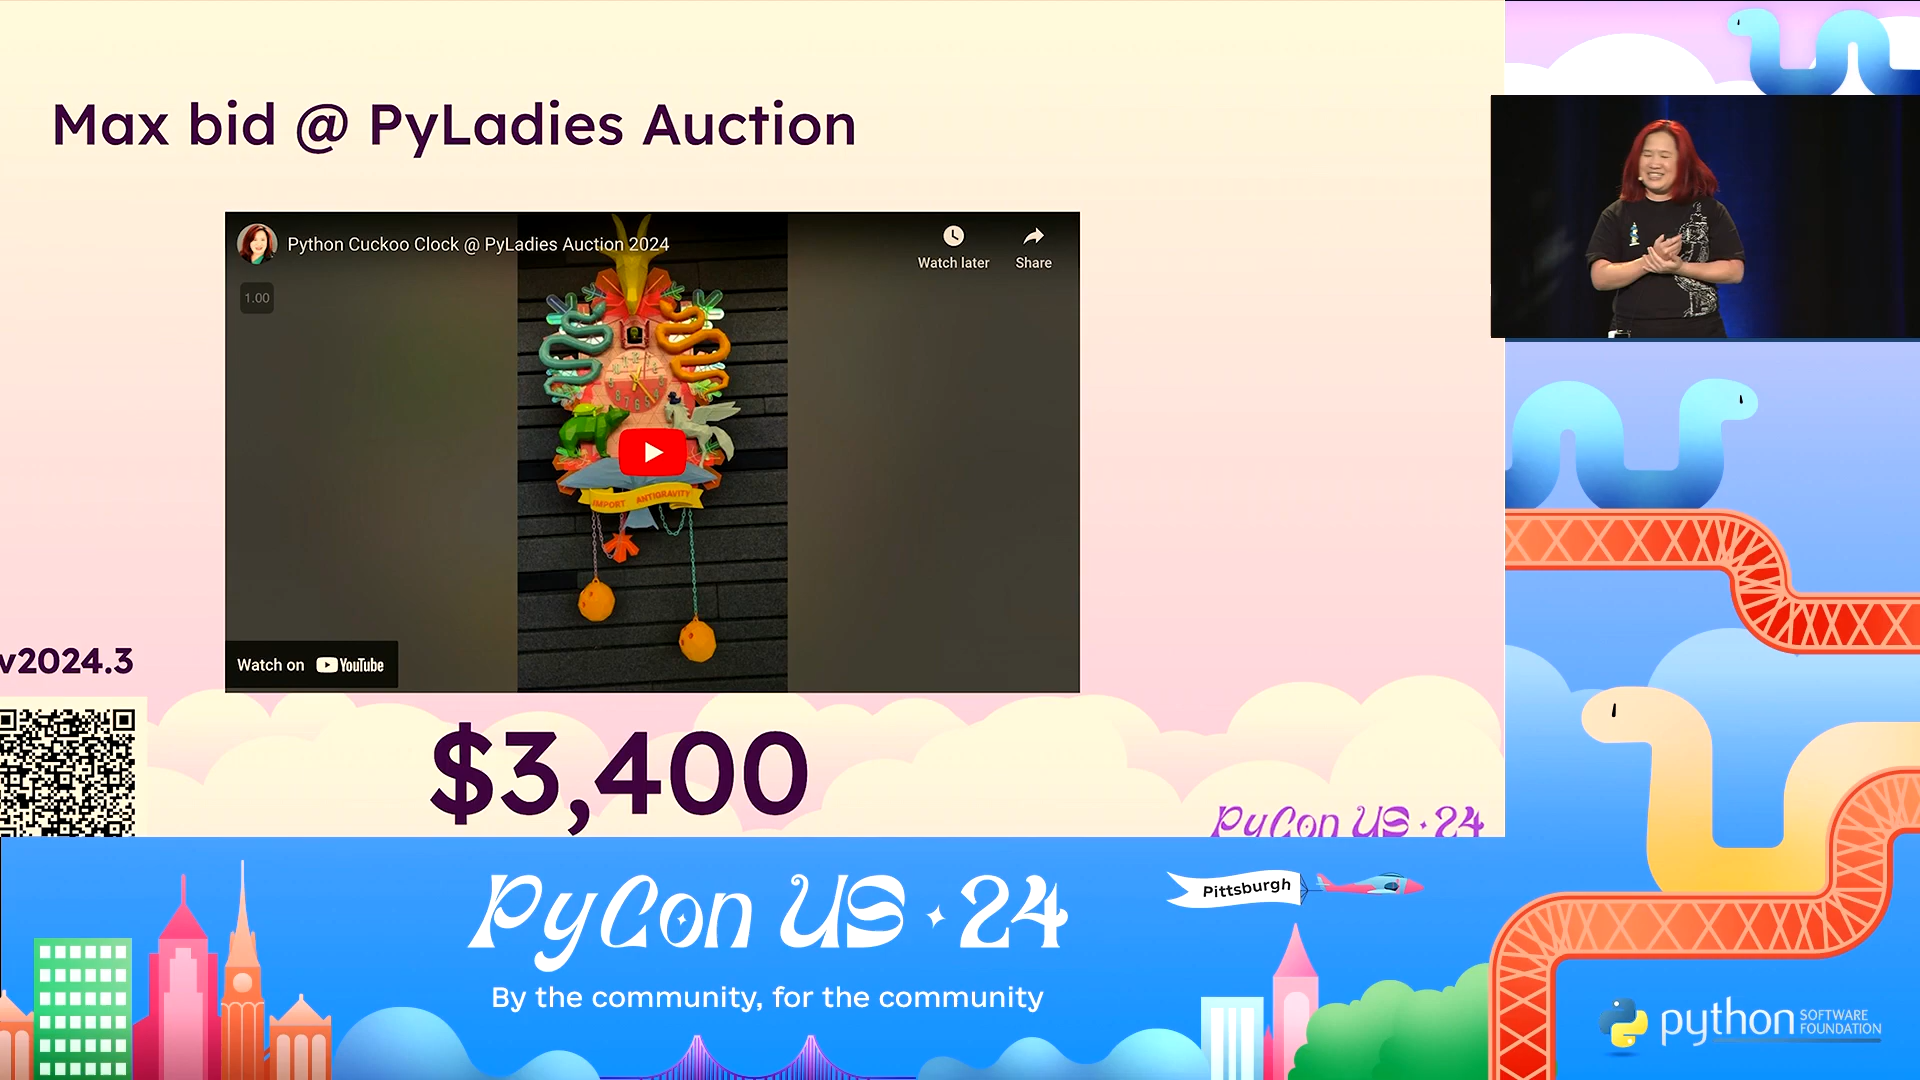 Max bid @ PyLadies Auction
Python Cuckoo Clock @ PyLadies Auction 2024
Watch later
Share
1.00
IMPORT ANTIGRAVITY
Watch on YouTube
v2024.3
$3,400
PyCon US · 24
PyCon US · 24
By the community, for the community
Pittsburgh
python
SOFTWARE
FOUNDATION